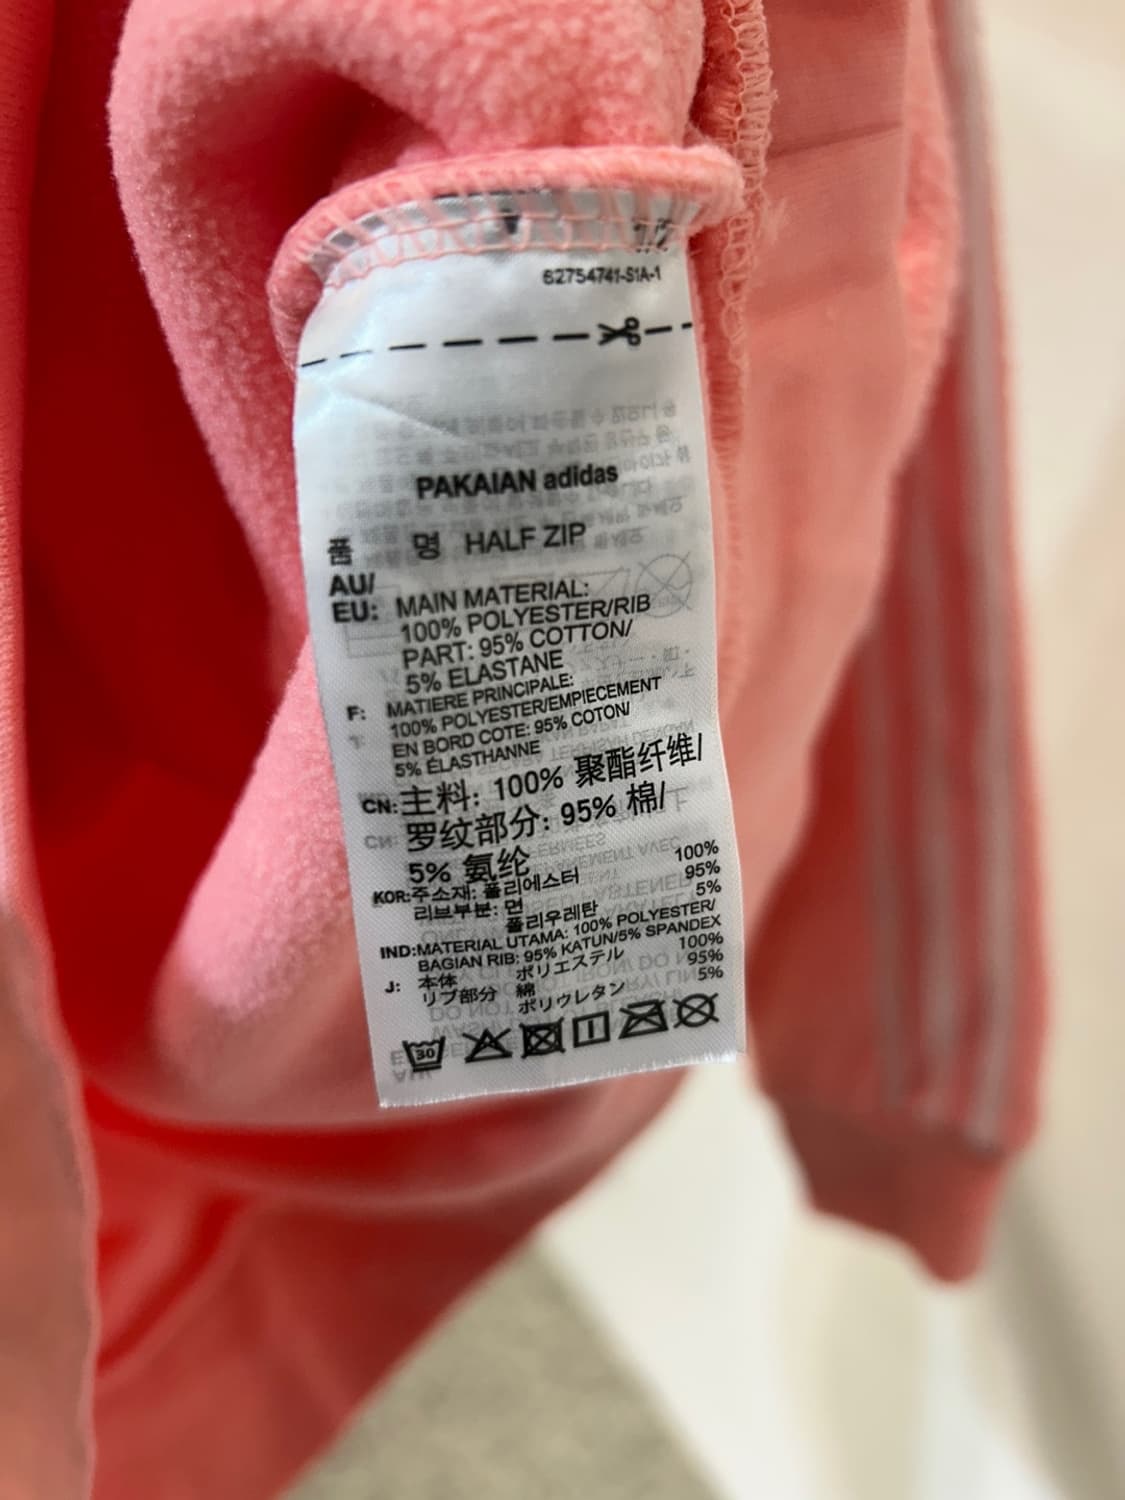 62754741-S1A-1
PAKAIAN adidas
품 명 HALF ZIP
AU/
EU: MAIN MATERIAL:
100% POLYESTER/RIB
PART: 95% COTTON/
5% ELASTANE
F: MATIERE PRINCIPALE:
100% POLYESTER/EMPIECEMENT
EN BORD COTE: 95% COTON/
5% ÉLASTHANNE
CN: 主料: 100% 聚酯纤维/
罗纹部分: 95% 棉/
5% 氨纶
KOR: 주소재: 폴리에스터 100%
리브부분: 면 95%
폴리우레탄 5%
IND: MATERIAL UTAMA: 100% POLYESTER/
BAGIAN RIB: 95% KATUN/5% SPANDEX
J: 本体 ポリエステル 100%
リブ部分 綿 95%
ポリウレタン 5%
30